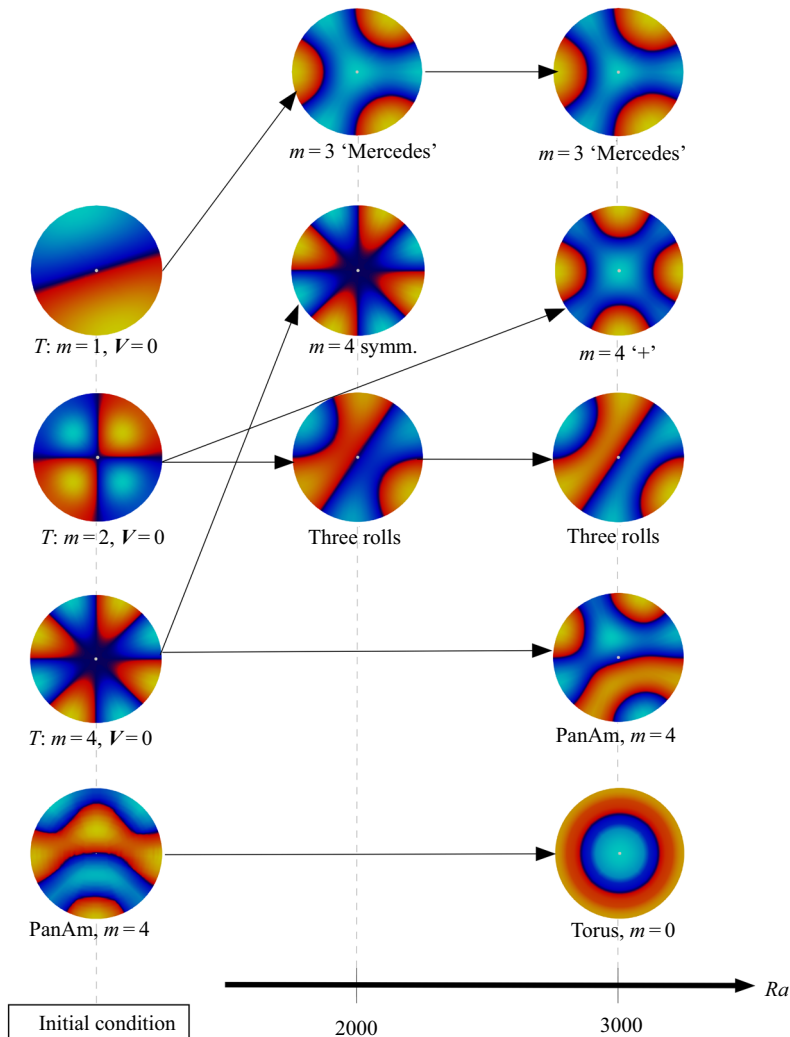 m = 3 ‘Mercedes’
m = 3 ‘Mercedes’
T: m = 1, V = 0
m = 4 symm.
m = 4 ‘+’
T: m = 2, V = 0
Three rolls
Three rolls
T: m = 4, V = 0
PanAm, m = 4
PanAm, m = 4
Torus, m = 0
Ra
Initial condition
2000
3000